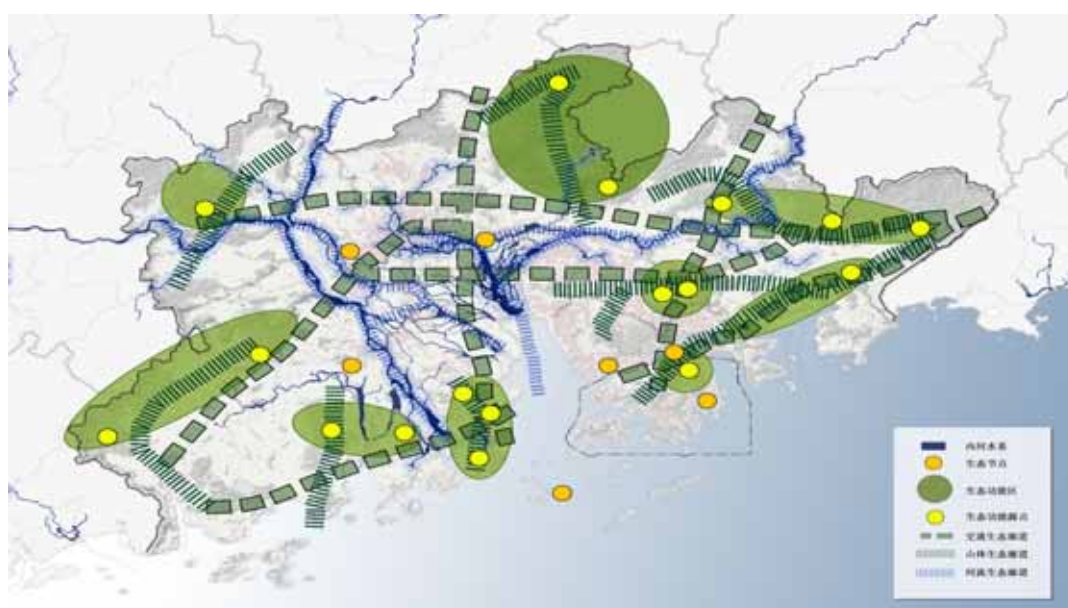 内河水系
生态节点
生态功能区
生态功能源点
交通生态廊道
山体生态廊道
河流生态廊道